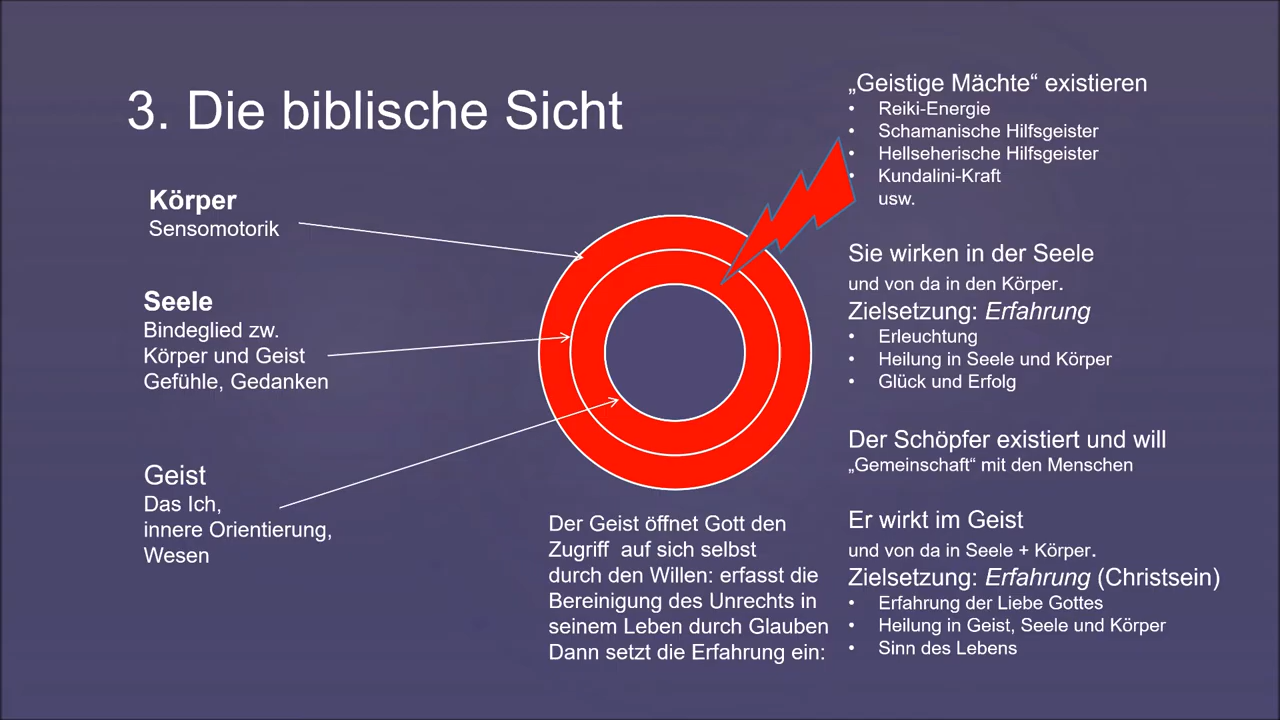 3. Die biblische Sicht
Körper
Sensomotorik
Seele
Bindeglied zw.
Körper und Geist
Gefühle, Gedanken
Geist
Das Ich,
innere Orientierung,
Wesen
Der Geist öffnet Gott den
Zugriff auf sich selbst
durch den Willen: erfasst die
Bereinigung des Unrechts in
seinem Leben durch Glauben
Dann setzt die Erfahrung ein:
„Geistige Mächte“ existieren
• Reiki-Energie
• Schamanische Hilfsgeister
• Hellseherische Hilfsgeister
• Kundalini-Kraft
usw.
Sie wirken in der Seele
und von da in den Körper.
Zielsetzung: Erfahrung
• Erleuchtung
• Heilung in Seele und Körper
• Glück und Erfolg
Der Schöpfer existiert und will
„Gemeinschaft“ mit den Menschen
Er wirkt im Geist
und von da in Seele + Körper.
Zielsetzung: Erfahrung (Christsein)
• Erfahrung der Liebe Gottes
• Heilung in Geist, Seele und Körper
• Sinn des Lebens